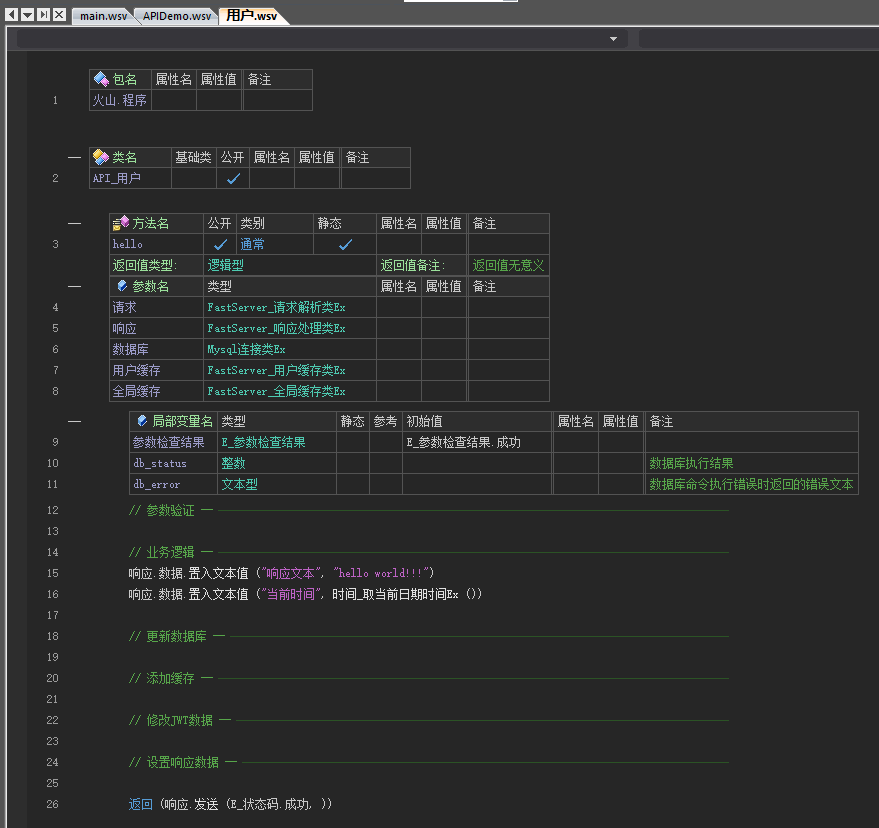 main.wsv APIDemo.wsv 用户.wsv
包名 属性名 属性值 备注
1 火山.程序
类名 基础类 公开 属性名 属性值 备注
2 API_用户
方法名 公开 类别 静态 属性名 属性值 备注
3 hello 通常
返回值类型: 逻辑型 返回值备注: 返回值无意义
参数名 类型 属性名 属性值 备注
4 请求 FastServer_请求解析类Ex
5 响应 FastServer_响应处理类Ex
6 数据库 Mysql连接类Ex
7 用户缓存 FastServer_用户缓存类Ex
8 全局缓存 FastServer_全局缓存类Ex
局部变量名 类型 静态 参考 初始值 属性名 属性值 备注
9 参数检查结果 E_参数检查结果 E_参数检查结果.成功
10 db_status 整数 数据库执行结果
11 db_error 文本型 数据库命令执行错误时返回的错误文本
12 // 参数验证
13
14 // 业务逻辑
15 响应.数据.置入文本值 ("响应文本", "hello world!!!")
16 响应.数据.置入文本值 ("当前时间", 时间_取当前日期时间Ex ())
17
18 // 更新数据库
19
20 // 添加缓存
21
22 // 修改JWT数据
23
24 // 设置响应数据
25
26 返回 (响应.发送 (E_状态码.成功, ))